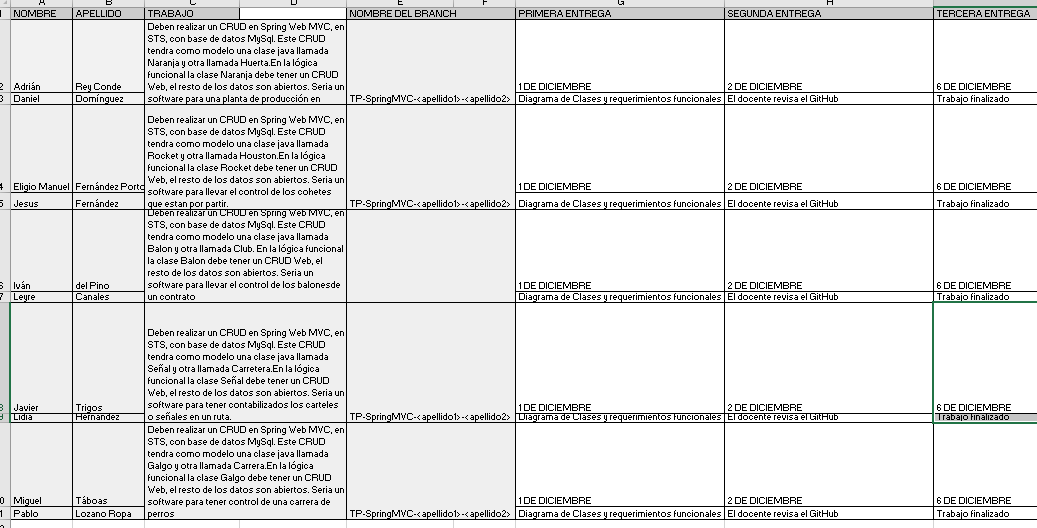 A B C D E F G H
1 NOMBRE APELLIDO TRABAJO NOMBRE DEL BRANCH PRIMERA ENTREGA SEGUNDA ENTREGA TERCERA ENTREGA
Deben realizar un CRUD en Spring Web MVC, en
STS, con base de datos MySql. Este CRUD
tendra como modelo una clase java llamada
Naranja y otra llamada Huerta.En la lógica
funcional la clase Naranja debe tener un CRUD
Web, el resto de los datos son abiertos. Seria un
2 Adrián Rey Conde software para una planta de producción en 1 DE DICIEMBRE 2 DE DICIEMBRE 6 DE DICIEMBRE
3 Daniel Domínguez TP-SpringMVC-<apellido1>-<apellido2> Diagrama de Clases y requerimientos funcionales El docente revisa el GitHub Trabajo finalizado
Deben realizar un CRUD en Spring Web MVC, en
STS, con base de datos MySql. Este CRUD
tendra como modelo una clase java llamada
Rocket y otra llamada Houston.En la lógica
funcional la clase Rocket debe tener un CRUD
Web, el resto de los datos son abiertos. Seria un
4 Eligio Manuel Fernández Porto software para llevar el control de los cohetes 1 DE DICIEMBRE 2 DE DICIEMBRE 6 DE DICIEMBRE
5 Jesus Fernández que estan por partir. TP-SpringMVC-<apellido1>-<apellido2> Diagrama de Clases y requerimientos funcionales El docente revisa el GitHub Trabajo finalizado
Deben realizar un CRUD en Spring Web MVC, en
STS, con base de datos MySql. Este CRUD
tendra como modelo una clase java llamada
Balon y otra llamada Club. En la lógica funcional
la clase Balon debe tener un CRUD Web, el
resto de los datos son abiertos. Seria un
6 Iván del Pino software para llevar el control de los balonesde 1 DE DICIEMBRE 2 DE DICIEMBRE 6 DE DICIEMBRE
7 Leyre Canales un contrato Diagrama de Clases y requerimientos funcionales El docente revisa el GitHub Trabajo finalizado
Deben realizar un CRUD en Spring Web MVC, en
STS, con base de datos MySql. Este CRUD
tendra como modelo una clase java llamada
Señal y otra llamada Carretera.En la lógica
funcional la clase Señal debe tener un CRUD
Web, el resto de los datos son abiertos. Seria un
8 Javier Trigos software para tener contabilizados los carteles 1 DE DICIEMBRE 2 DE DICIEMBRE 6 DE DICIEMBRE
9 Lidia Hernández o señales en un ruta. TP-SpringMVC-<apellido1>-<apellido2> Diagrama de Clases y requerimientos funcionales El docente revisa el GitHub Trabajo finalizado
Deben realizar un CRUD en Spring Web MVC, en
STS, con base de datos MySql. Este CRUD
tendra como modelo una clase java llamada
Galgo y otra llamada Carrera.En la lógica
funcional la clase Galgo debe tener un CRUD
Web, el resto de los datos son abiertos. Seria un
0 Miguel Táboas software para tener control de una carrera de 1 DE DICIEMBRE 2 DE DICIEMBRE 6 DE DICIEMBRE
1 Pablo Lozano Ropa perros TP-SpringMVC-<apellido1>-<apellido2> Diagrama de Clases y requerimientos funcionales El docente revisa el GitHub Trabajo finalizado